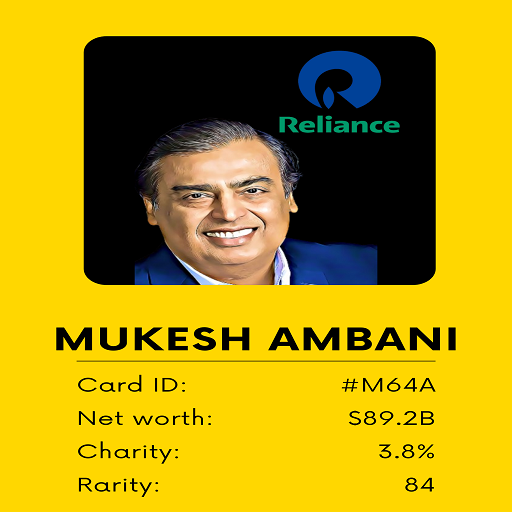 Reliance
MUKESH AMBANI
Card ID: #M64A
Net worth: S89.2B
Charity: 3.8%
Rarity: 84